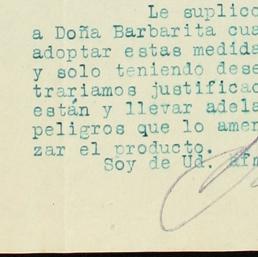 Le suplico
a Doña Barbarita cua
adoptar estas medida
y solo teniendo dese
trariamos justificac
están y llevar adela
peligros que lo amen
zar el producto.
Soy de Ud. afm